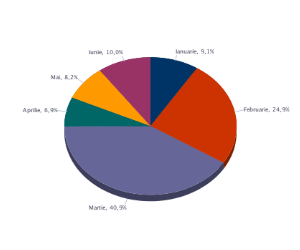 Iunie, 10,0%
Ianuarie, 9,1%
Mai, 8,2%
Aprilie, 6,9%
Februarie, 24,9%
Martie, 40,9%